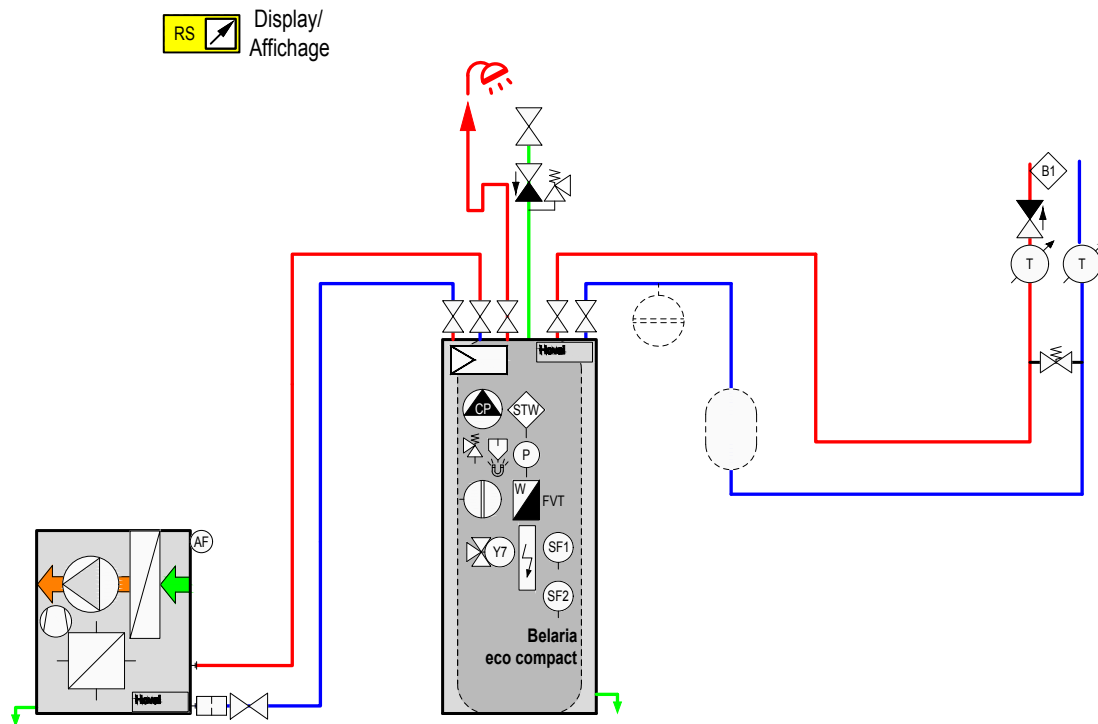 RS
Display/
Affichage
B1
T
T
Hoval
CP
STW
P
W
FVT
Y7
SF1
SF2
AF
Belaria
eco compact
Hoval